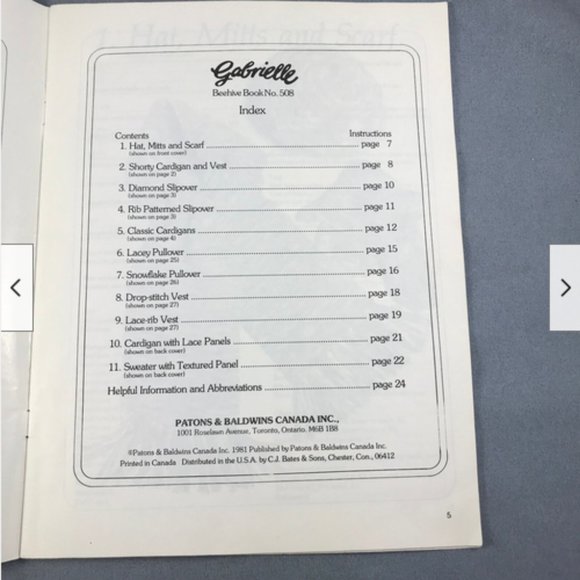 1. Hat, Mitts and Scarf
Gabrielle
Beehive Book No. 508
Index
Contents Instructions
1. Hat, Mitts and Scarf page 7
(shown on front cover)
2. Shorty Cardigan and Vest page 8
(shown on page 2)
3. Diamond Slipover page 10
(shown on page 3)
4. Rib Patterned Slipover page 11
(shown on page 3)
5. Classic Cardigans page 12
(shown on page 4)
6. Lacey Pullover page 15
(shown on page 25)
7. Snowflake Pullover page 16
(shown on page 26)
8. Drop-stitch Vest page 18
(shown on page 27)
9. Lace-rib Vest page 19
(shown on page 27)
10. Cardigan with Lace Panels page 21
(shown on back cover)
11. Sweater with Textured Panel page 22
(shown on back cover)
Helpful Information and Abbreviations page 24
PATONS & BALDWINS CANADA INC.,
1001 Roselawn Avenue, Toronto, Ontario. M6B 1B8
©Patons & Baldwins Canada Inc. 1981 Published by Patons & Baldwins Canada Inc.
Printed in Canada Distributed in the U.S.A. by C.J. Bates & Sons, Chester, Con., 06412
5